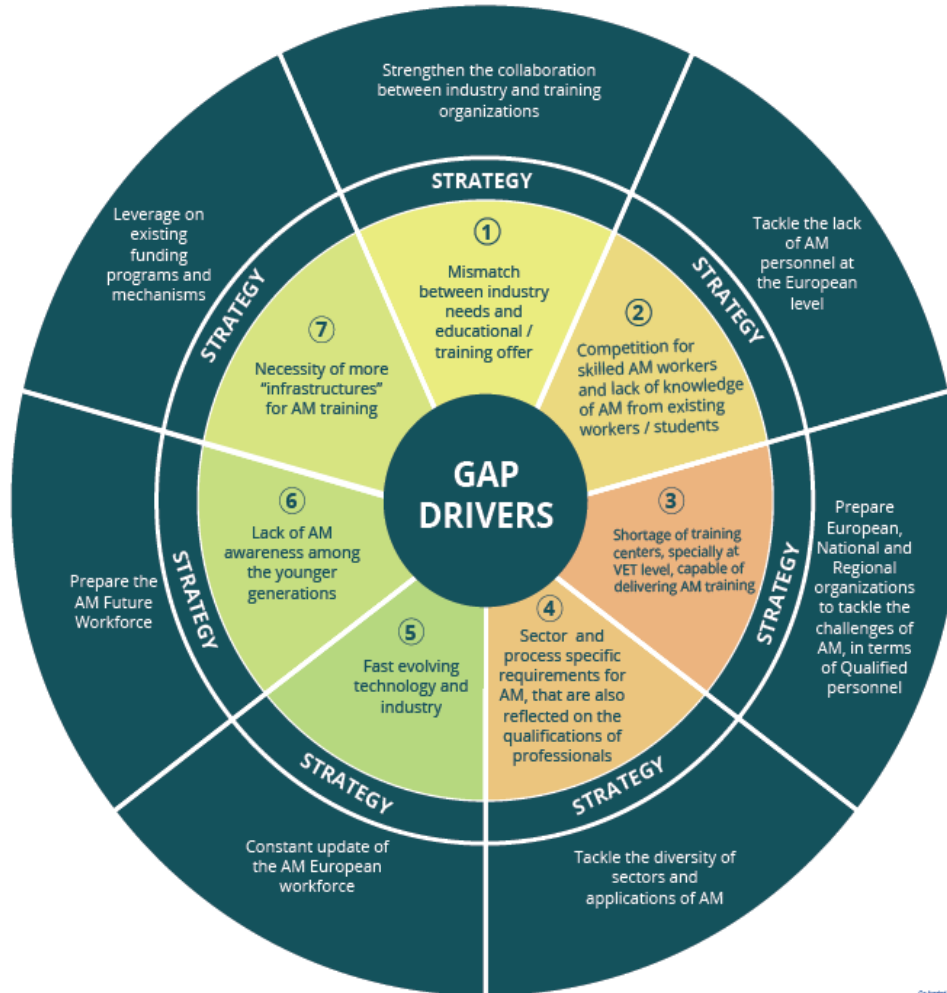 GAP
DRIVERS
①
Mismatch
between industry
needs and
educational /
training offer
STRATEGY
Strengthen the collaboration
between industry and training
organizations
②
Competition for
skilled AM workers
and lack of knowledge
of AM from existing
workers / students
STRATEGY
Tackle the lack
of AM
personnel at
the European
level
③
Shortage of training
centers, specially at
VET level, capable of
delivering AM training
STRATEGY
Prepare
European,
National and
Regional
organizations
to tackle the
challenges of
AM, in terms
of Qualified
personnel
④
Sector and
process specific
requirements for
AM, that are also
reflected on the
qualifications of
professionals
STRATEGY
Tackle the diversity of
sectors and
applications of AM
⑤
Fast evolving
technology and
industry
STRATEGY
Constant update of
the AM European
workforce
⑥
Lack of AM
awareness among
the younger
generations
STRATEGY
Prepare the
AM Future
Workforce
⑦
Necessity of more
“infrastructures”
for AM training
STRATEGY
Leverage on
existing
funding
programs and
mechanisms